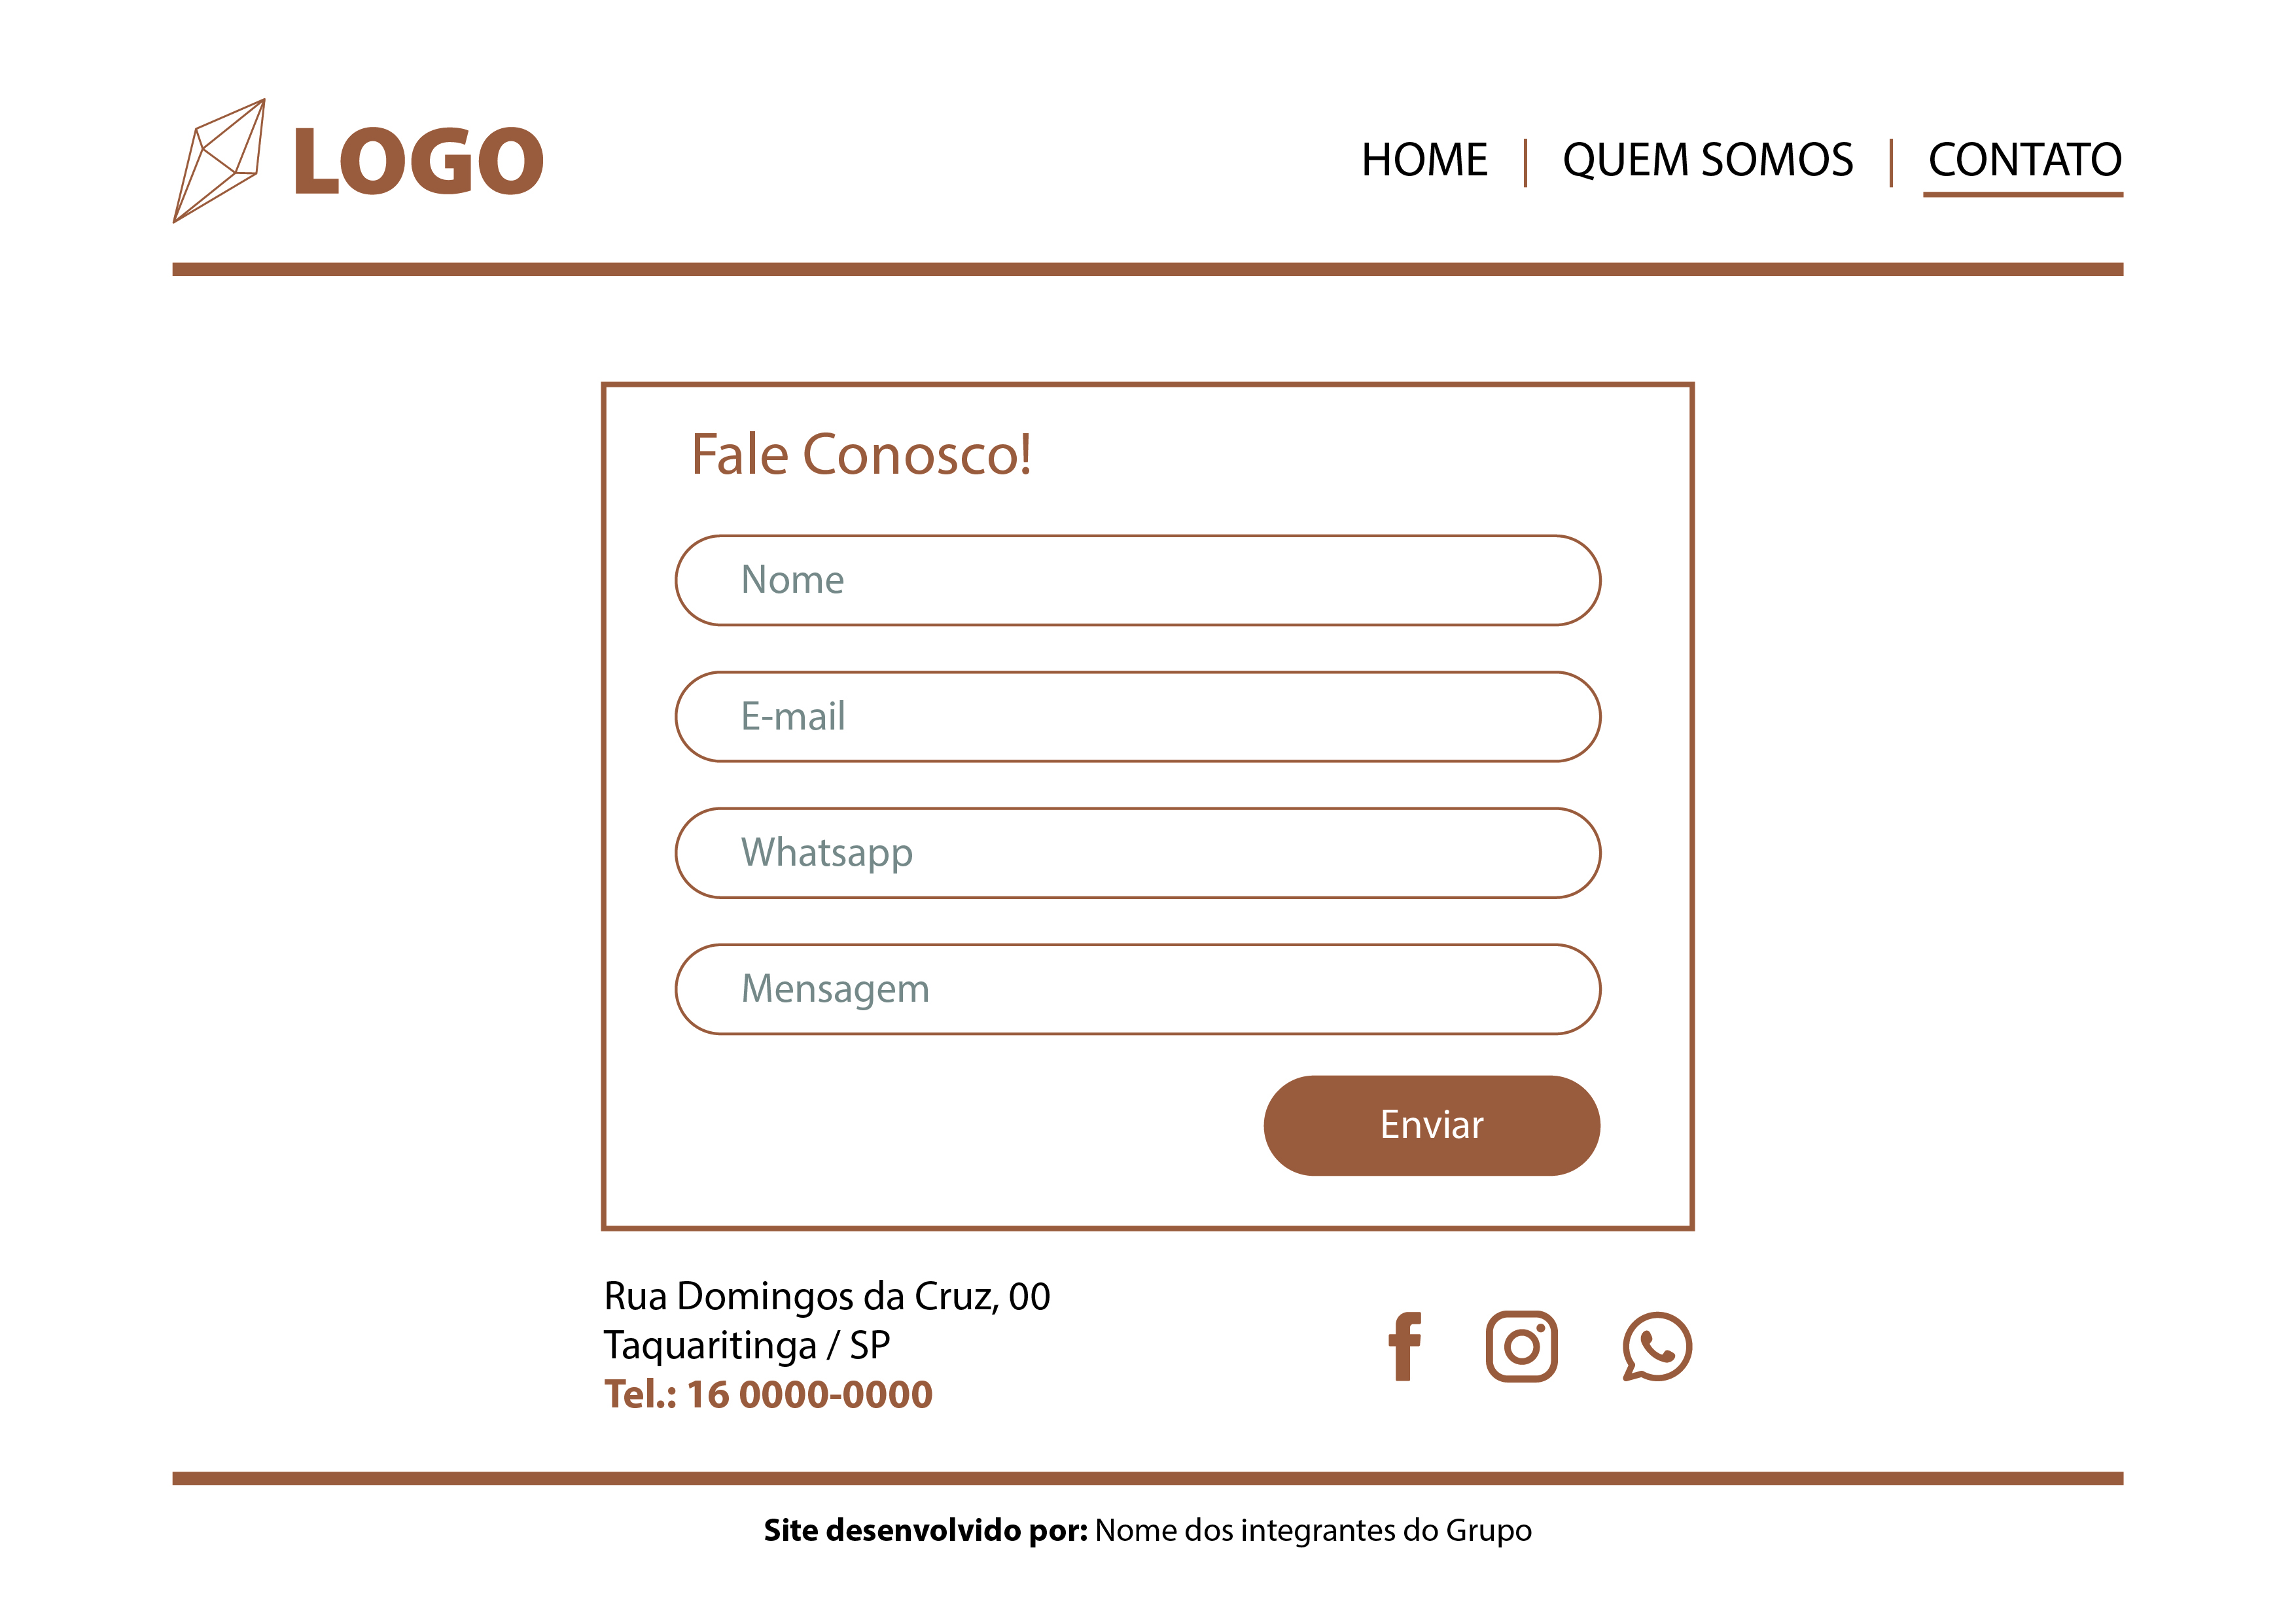 LOGO
HOME | QUEM SOMOS | CONTATO
Fale Conosco!
Nome
E-mail
Whatsapp
Mensagem
Enviar
Rua Domingos da Cruz, 00
Taquaritinga / SP
Tel.: 16 0000-0000
Site desenvolvido por: Nome dos integrantes do Grupo